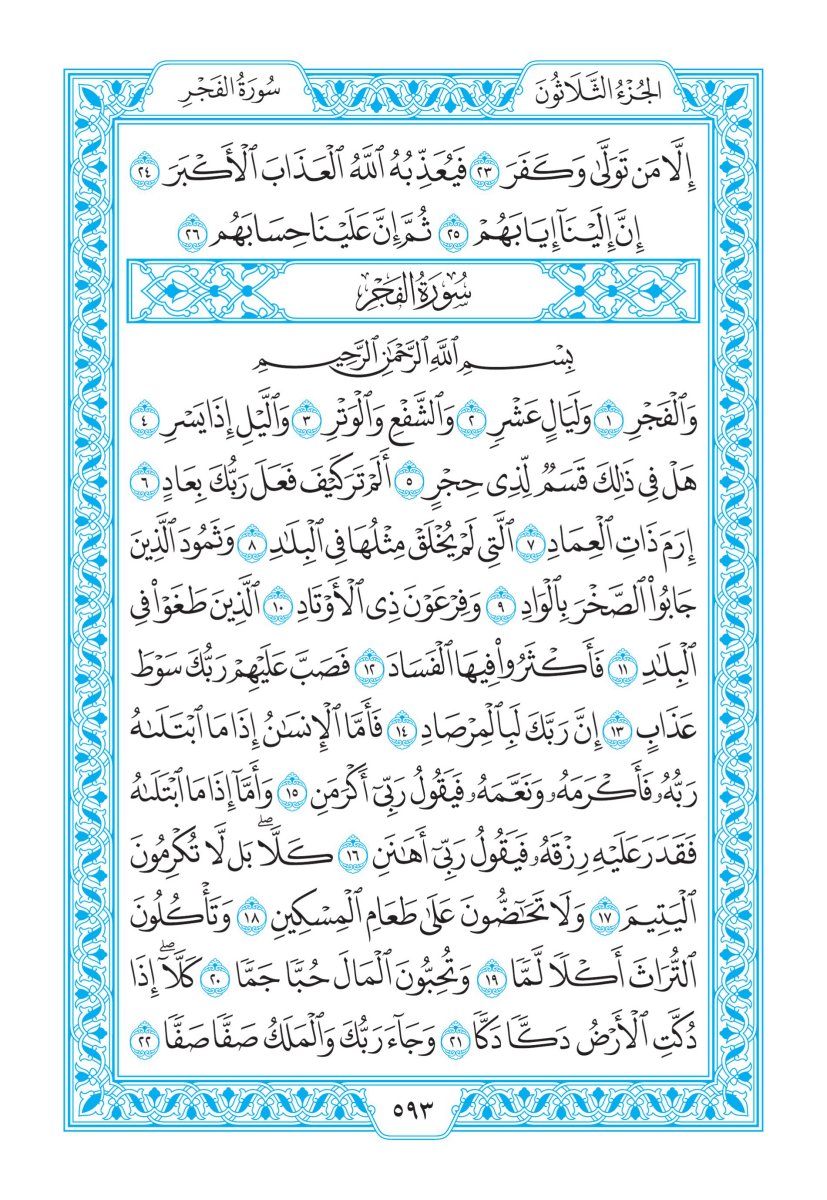 سُورَةُ الفَجْرِ
الجُزْءُ الثَّلَاثُونَ
إِلَّا مَن تَوَلَّىٰ وَكَفَرَ ٢٣ فَيُعَذِّبُهُ ٱللَّهُ ٱلْعَذَابَ ٱلْأَكْبَرَ ٢٤
إِنَّ إِلَيْنَآ إِيَابَهُمْ ٢٥ ثُمَّ إِنَّ عَلَيْنَا حِسَابَهُم ٢٦
سُورَةُ الفَجْرِ
بِسْمِ ٱللَّهِ ٱلرَّحْمَٰنِ ٱلرَّحِيمِ
وَٱلْفَجْرِ ١ وَلَيَالٍ عَشْرٍ ٢ وَٱلشَّفْعِ وَٱلْوَتْرِ ٣ وَٱلَّيْلِ إِذَا يَسْرِ ٤
هَلْ فِى ذَٰلِكَ قَسَمٌ لِّذِى حِجْرٍ ٥ أَلَمْ تَرَ كَيْفَ فَعَلَ رَبُّكَ بِعَادٍ ٦
إِرَمَ ذَاتِ ٱلْعِمَادِ ٧ ٱلَّتِى لَمْ يُخْلَقْ مِثْلُهَا فِى ٱلْبِلَٰدِ ٨ وَثَمُودَ ٱلَّذِينَ
جَابُوا۟ ٱلصَّخْرَ بِٱلْوَادِ ٩ وَفِرْعَوْنَ ذِى ٱلْأَوْتَادِ ١٠ ٱلَّذِينَ طَغَوْا۟ فِى
ٱلْبِلَٰدِ ١١ فَأَكْثَرُوا۟ فِيهَا ٱلْفَسَادَ ١٢ فَصَبَّ عَلَيْهِمْ رَبُّكَ سَوْطَ
عَذَابٍ ١٣ إِنَّ رَبَّكَ لَبِٱلْمِرْصَادِ ١٤ فَأَمَّا ٱلْإِنسَٰنُ إِذَا مَا ٱبْتَلَىٰهُ
رَبُّهُۥ فَأَكْرَمَهُۥ وَنَعَّمَهُۥ فَيَقُولُ رَبِّىٓ أَكْرَمَنِ ١٥ وَأَمَّآ إِذَا مَا ٱبْتَلَىٰهُ
فَقَدَرَ عَلَيْهِ رِزْقَهُۥ فَيَقُولُ رَبِّىٓ أَهَٰنَنِ ١٦ كَلَّا ۖ بَل لَّا تُكْرِمُونَ
ٱلْيَتِيمَ ١٧ وَلَا تَحَٰٓضُّونَ عَلَىٰ طَعَامِ ٱلْمِسْكِينِ ١٨ وَتَأْكُلُونَ
ٱلتُّرَاثَ أَكْلًا لَّمًّا ١٩ وَتُحِبُّونَ ٱلْمَالَ حُبًّا جَمًّا ٢٠ كَلَّآ ۖ إِذَا
دُكَّتِ ٱلْأَرْضُ دَكًّا دَكًّا ٢١ وَجَآءَ رَبُّكَ وَٱلْمَلَكُ صَفًّا صَفًّا ٢٢
٥٩٣